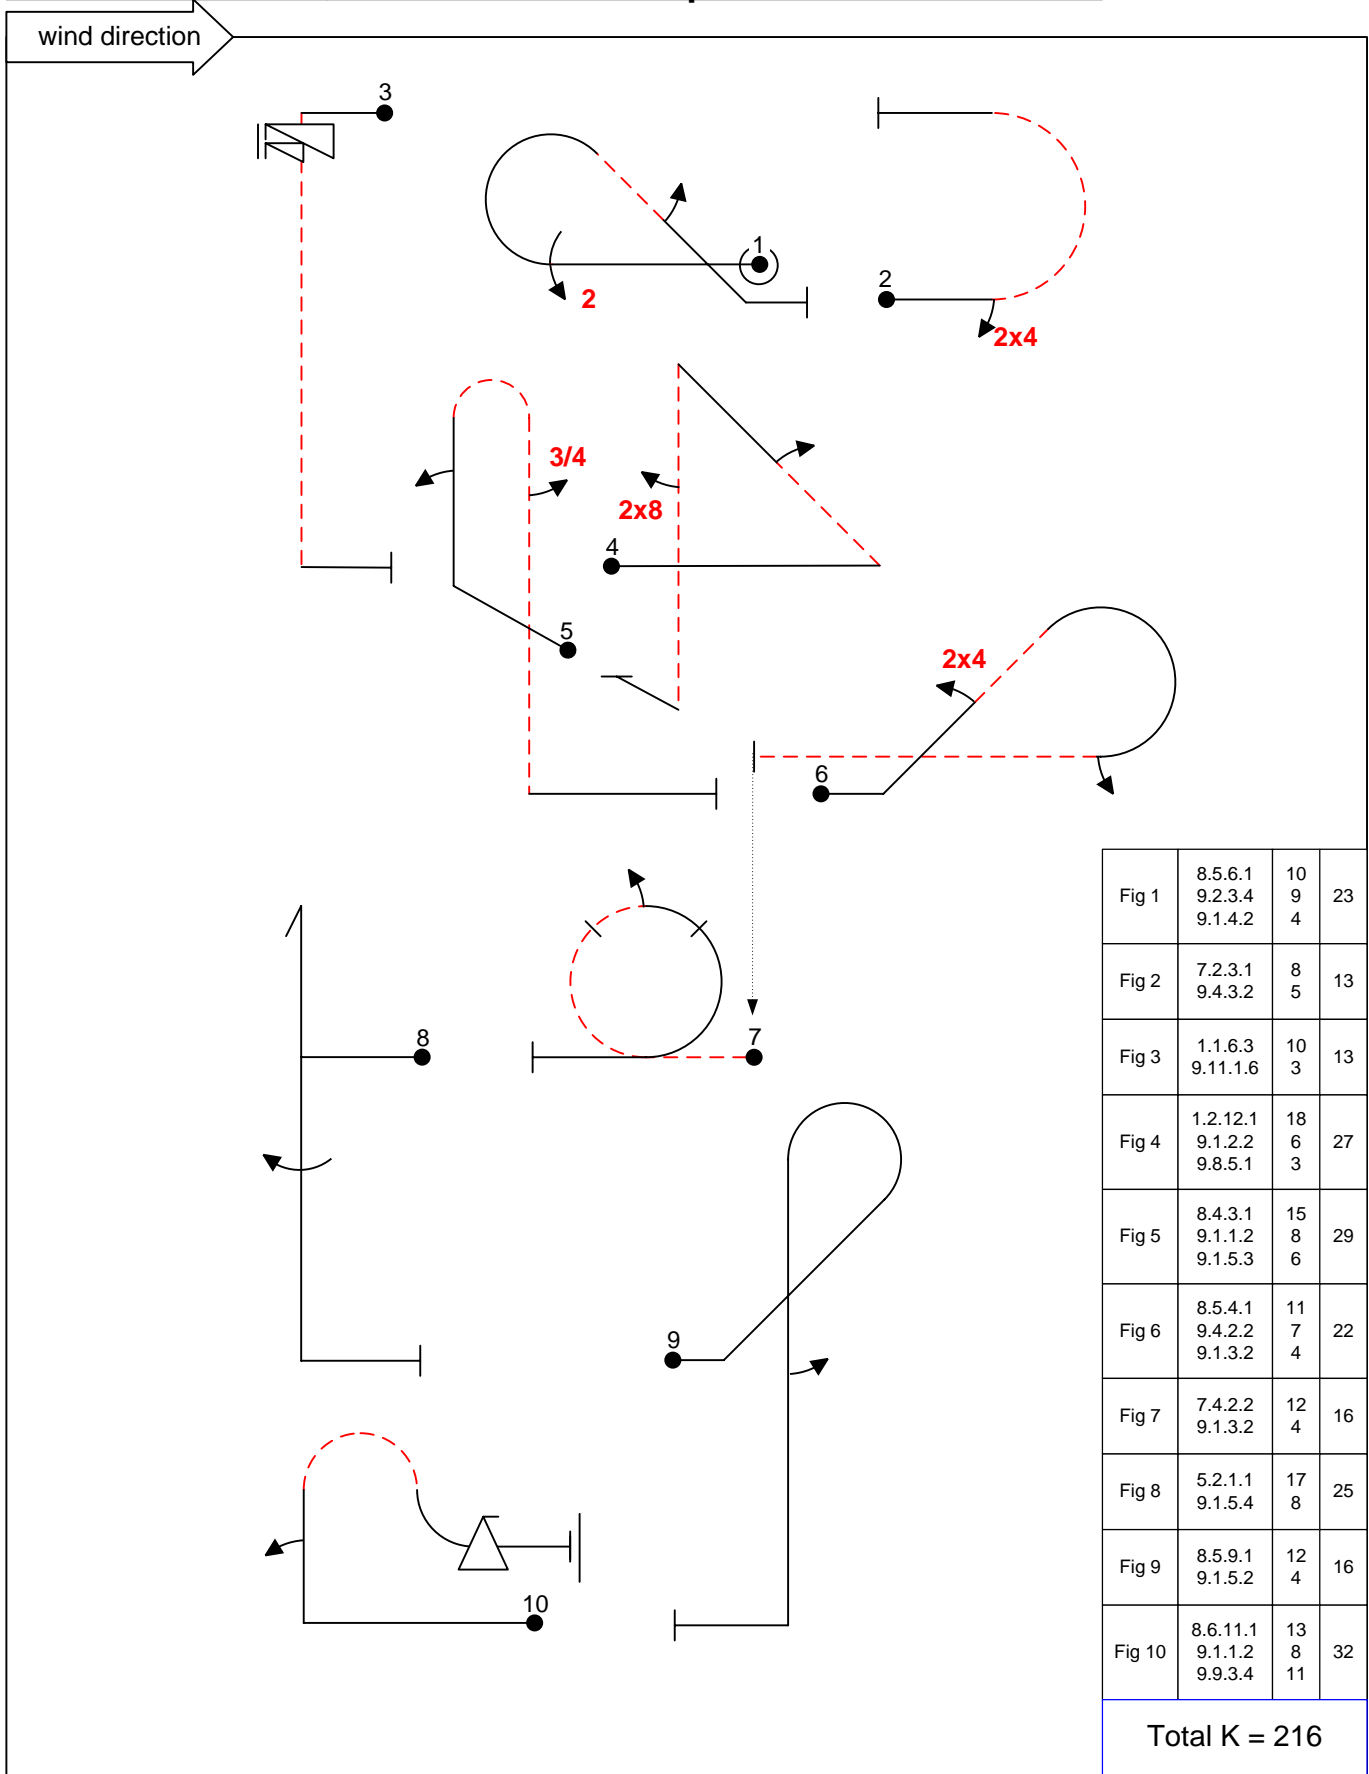 wind direction
3
1
2
2
2x4
3/4
2x8
4
5
2x4
6
8
7
9
10
Fig 1 8.5.6.1 10 23
9.2.3.4 9
9.1.4.2 4
Fig 2 7.2.3.1 8 13
9.4.3.2 5
Fig 3 1.1.6.3 10 13
9.11.1.6 3
Fig 4 1.2.12.1 18 27
9.1.2.2 6
9.8.5.1 3
Fig 5 8.4.3.1 15 29
9.1.1.2 8
9.1.5.3 6
Fig 6 8.5.4.1 11 22
9.4.2.2 7
9.1.3.2 4
Fig 7 7.4.2.2 12 16
9.1.3.2 4
Fig 8 5.2.1.1 17 25
9.1.5.4 8
Fig 9 8.5.9.1 12 16
9.1.5.2 4
Fig 10 8.6.11.1 13 32
9.1.1.2 8
9.9.3.4 11
Total K = 216